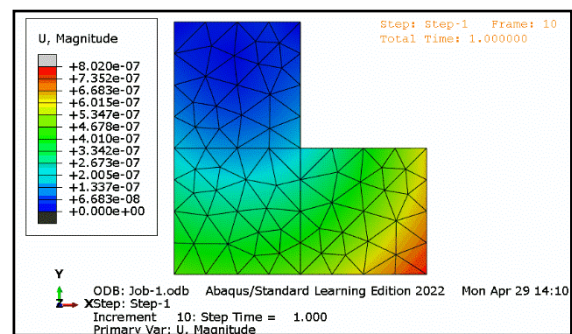 U, Magnitude
+8.020e-07
+7.352e-07
+6.683e-07
+6.015e-07
+5.347e-07
+4.678e-07
+4.010e-07
+3.342e-07
+2.673e-07
+2.005e-07
+1.337e-07
+6.683e-08
+0.000e+00
Step: Step-1 Frame: 10
Total Time: 1.000000
Y
Z X
ODB: Job-1.odb Abaqus/Standard Learning Edition 2022 Mon Apr 29 14:10
Step: Step-1
Increment 10: Step Time = 1.000
Primary Var: U, Magnitude